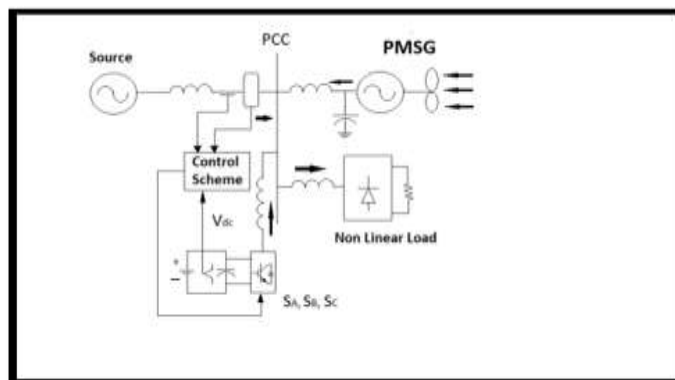 PCC
PMSG
Source
Control
Scheme
Vdc
Non Linear Load
+
−
SA, SB, SC